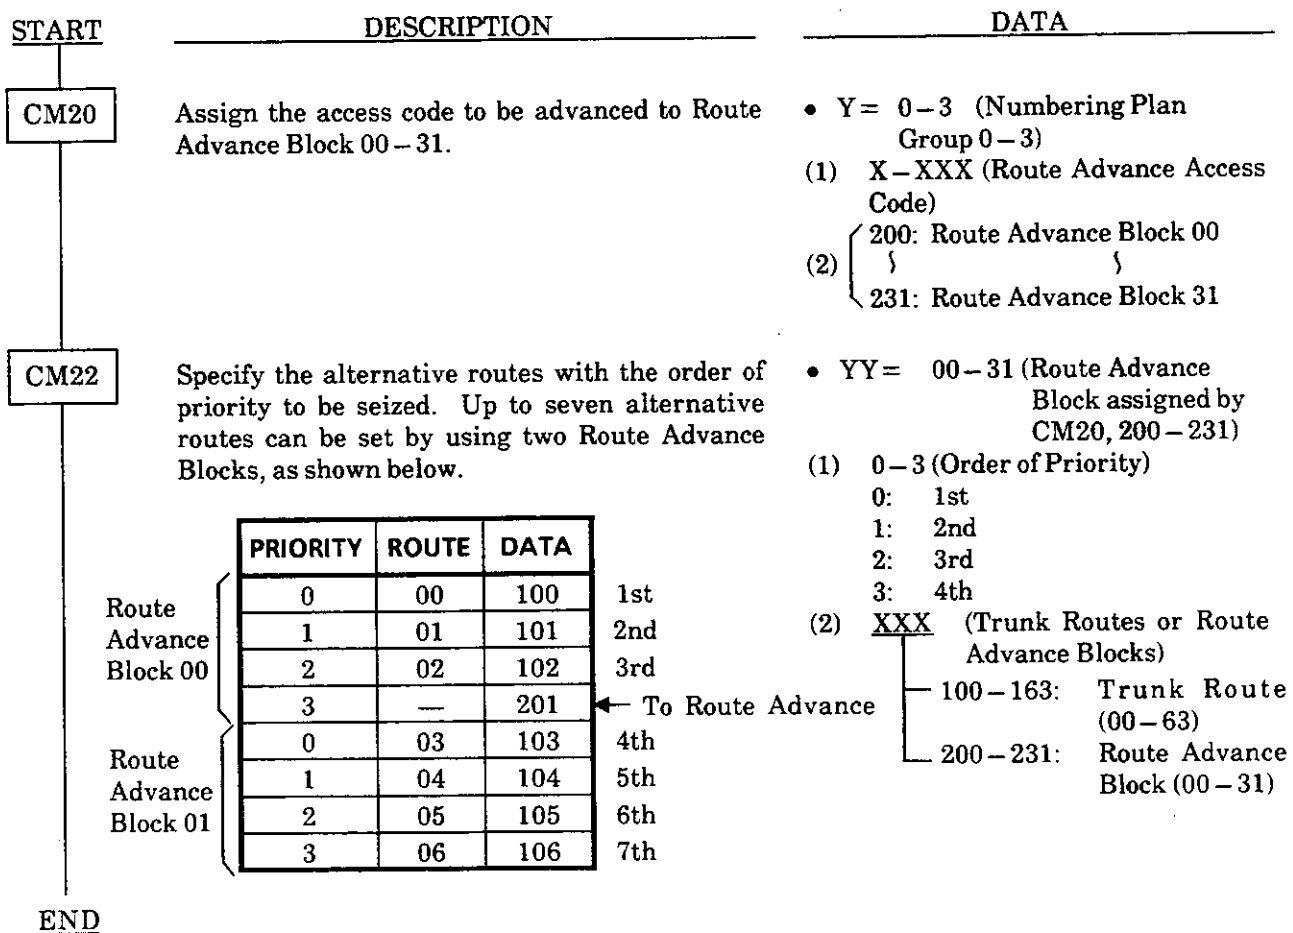 START
DESCRIPTION
DATA
CM20
Assign the access code to be advanced to Route
Advance Block 00 – 31.
• Y = 0 – 3 (Numbering Plan
Group 0 – 3)
(1) X – XXX (Route Advance Access
Code)
200: Route Advance Block 00
(2)
231: Route Advance Block 31
CM22
Specify the alternative routes with the order of
priority to be seized. Up to seven alternative
routes can be set by using two Route Advance
Blocks, as shown below.
• YY = 00 – 31 (Route Advance
Block assigned by
CM20, 200 – 231)
(1) 0 – 3 (Order of Priority)
0: 1st
1: 2nd
2: 3rd
3: 4th
(2) XXX (Trunk Routes or Route
Advance Blocks)
100 – 163: Trunk Route
(00 – 63)
200 – 231: Route Advance
Block (00 – 31)
PRIORITY ROUTE DATA
Route
Advance
Block 00
0 00 100 1st
1 01 101 2nd
2 02 102 3rd
3 — 201 To Route Advance
Route
Advance
Block 01
0 03 103 4th
1 04 104 5th
2 05 105 6th
3 06 106 7th
END